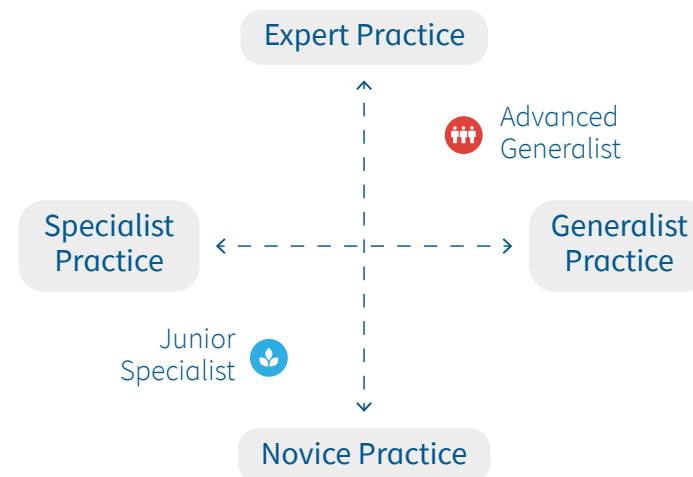 Expert Practice
Advanced
Generalist
Specialist
Practice
Generalist
Practice
Junior
Specialist
Novice Practice